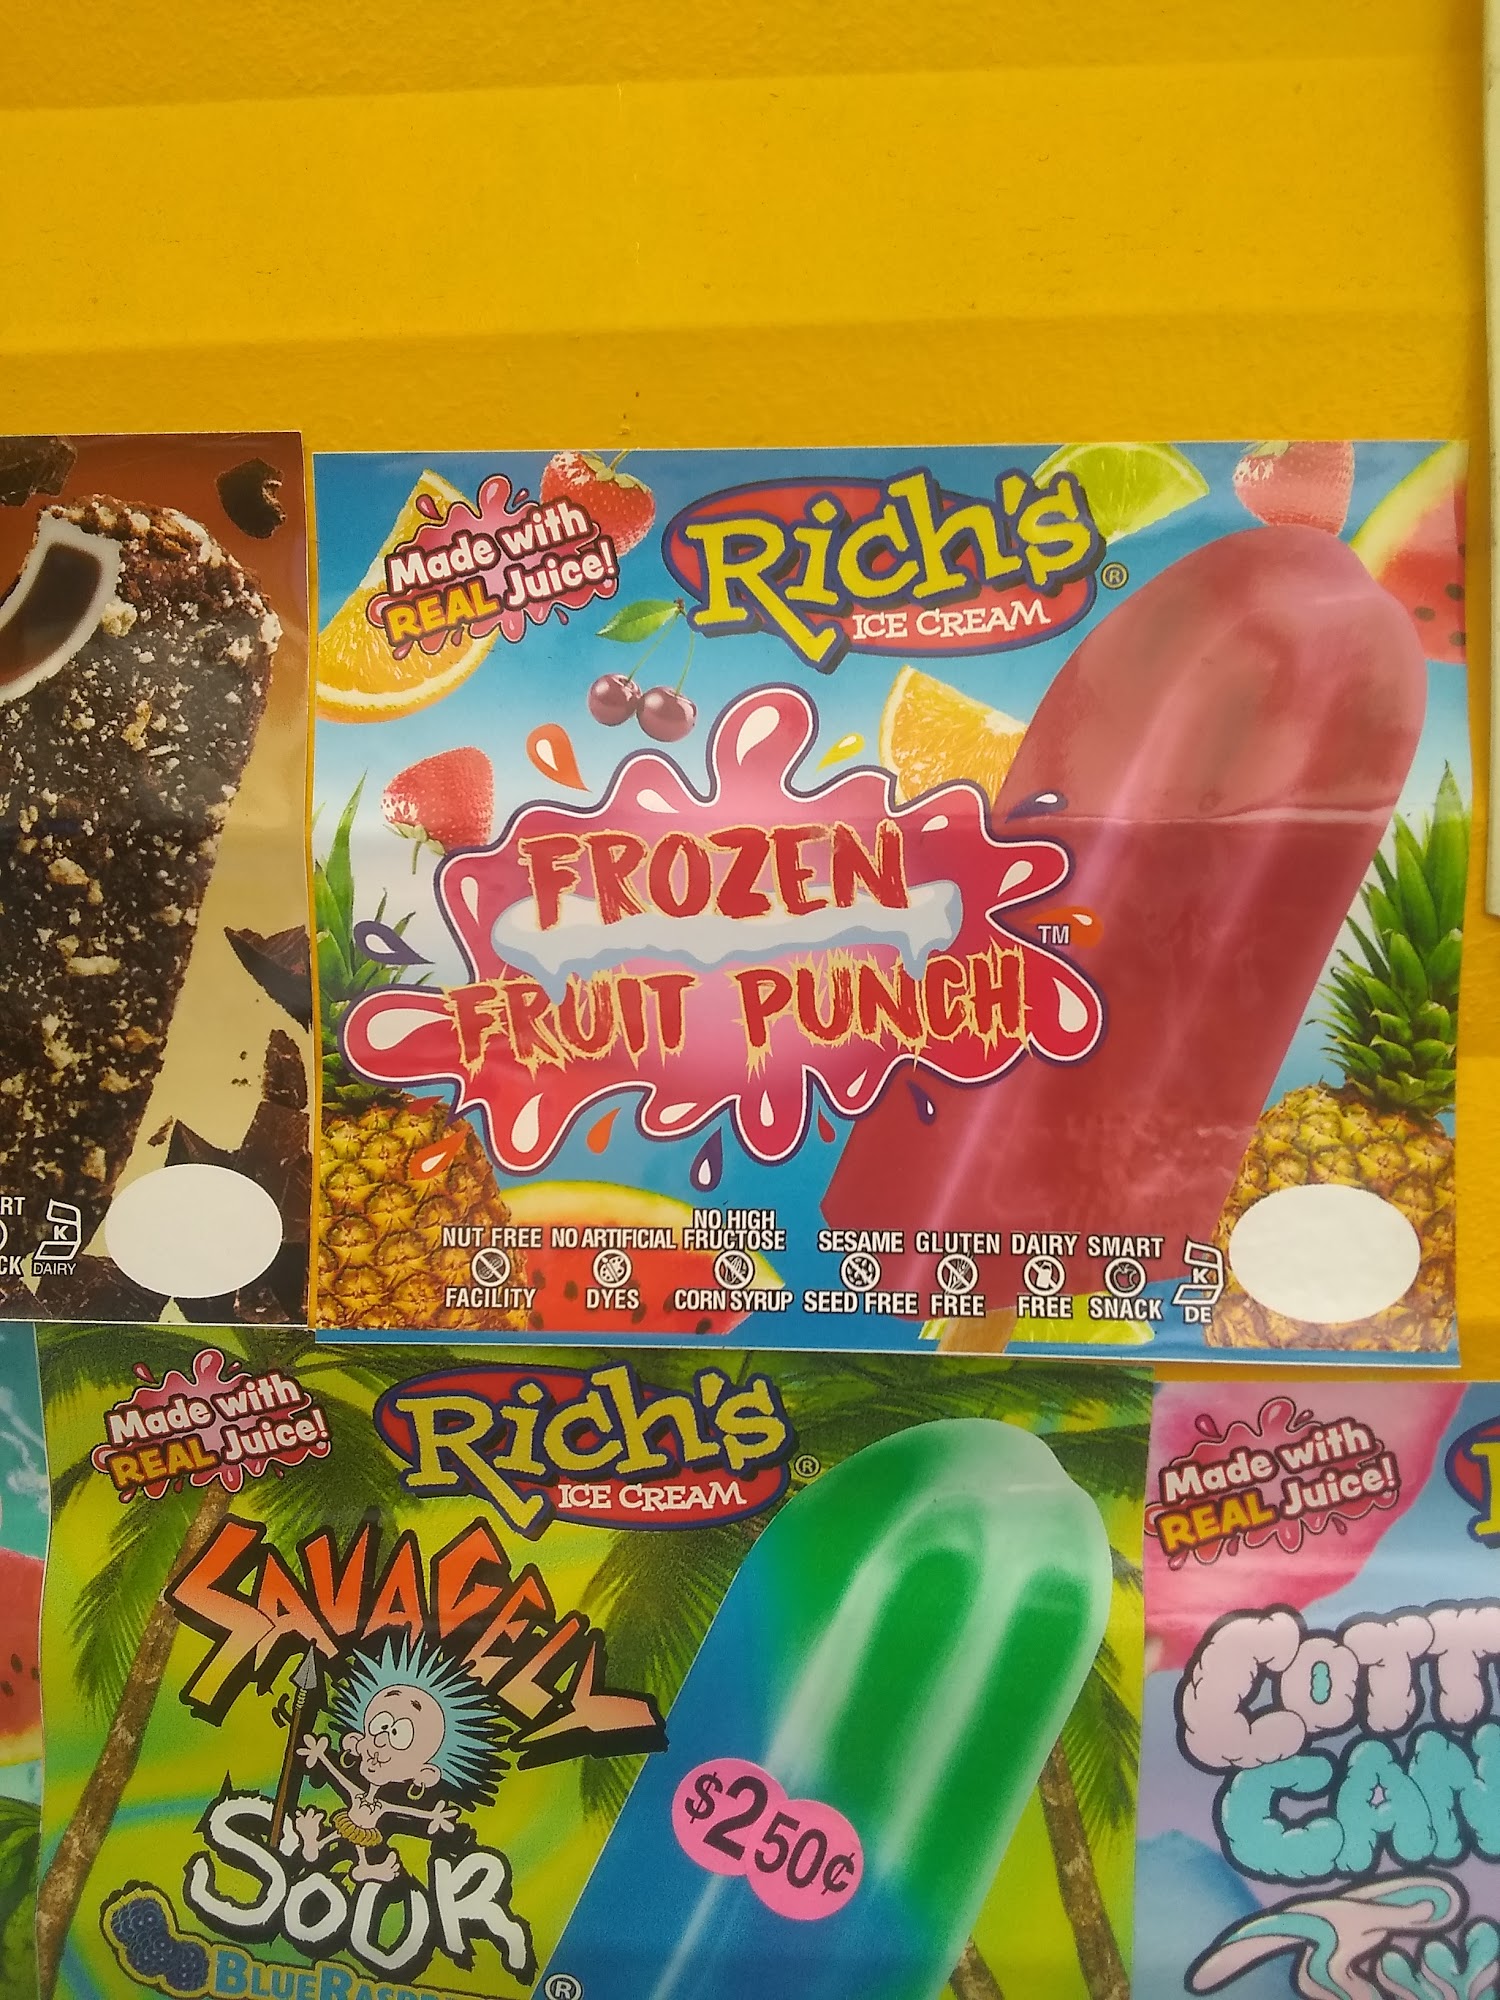 Made with
REAL Juice!
Rich's ®
ICE CREAM
FROZEN
FRUIT PUNCH ™
NUT FREE FACILITY
NO ARTIFICIAL DYES
NO HIGH FRUCTOSE CORN SYRUP
SESAME SEED FREE
GLUTEN FREE
DAIRY FREE
SMART SNACK
K
DE
K
DAIRY
Made with
REAL Juice!
Rich's ®
ICE CREAM
SAVAGELY
SOUR
®
$250¢
Made with
REAL Juice!